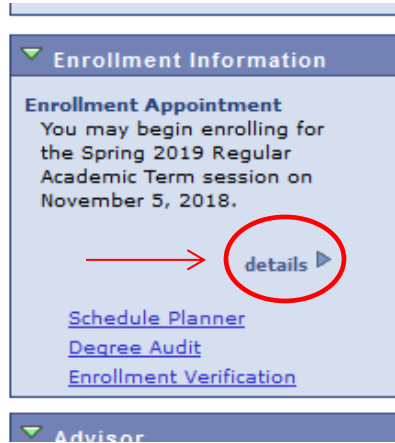 Enrollment Information
Enrollment Appointment
You may begin enrolling for
the Spring 2019 Regular
Academic Term session on
November 5, 2018.
details
Schedule Planner
Degree Audit
Enrollment Verification
Advisor